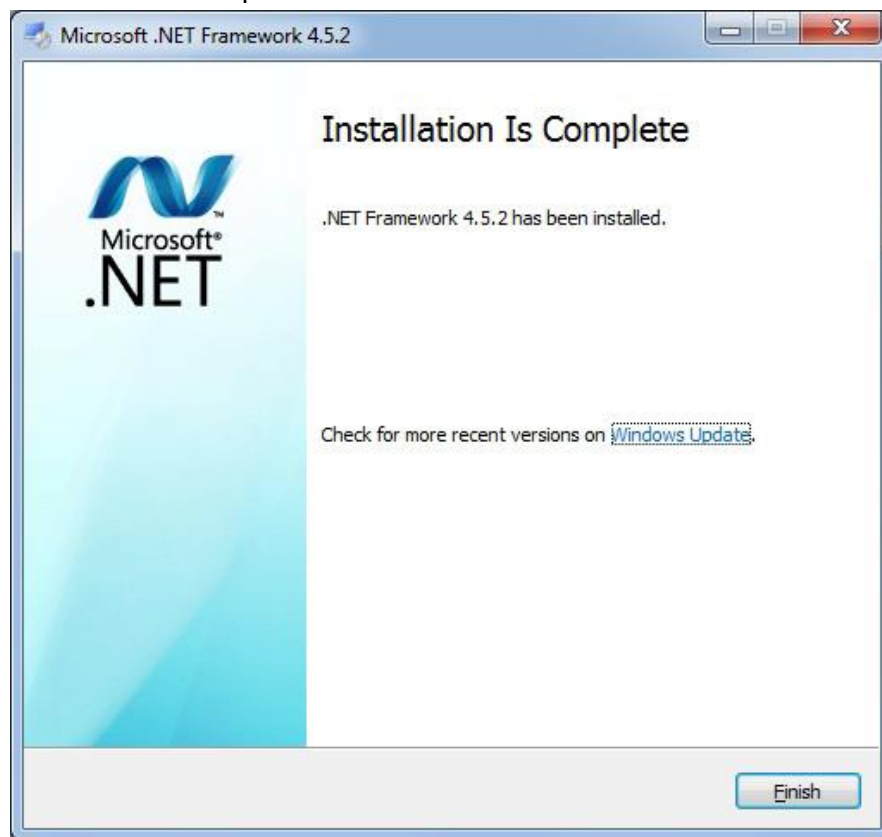 Microsoft .NET Framework 4.5.2
Installation Is Complete
Microsoft®
.NET
™
.NET Framework 4.5.2 has been installed.
Check for more recent versions on Windows Update.
Finish